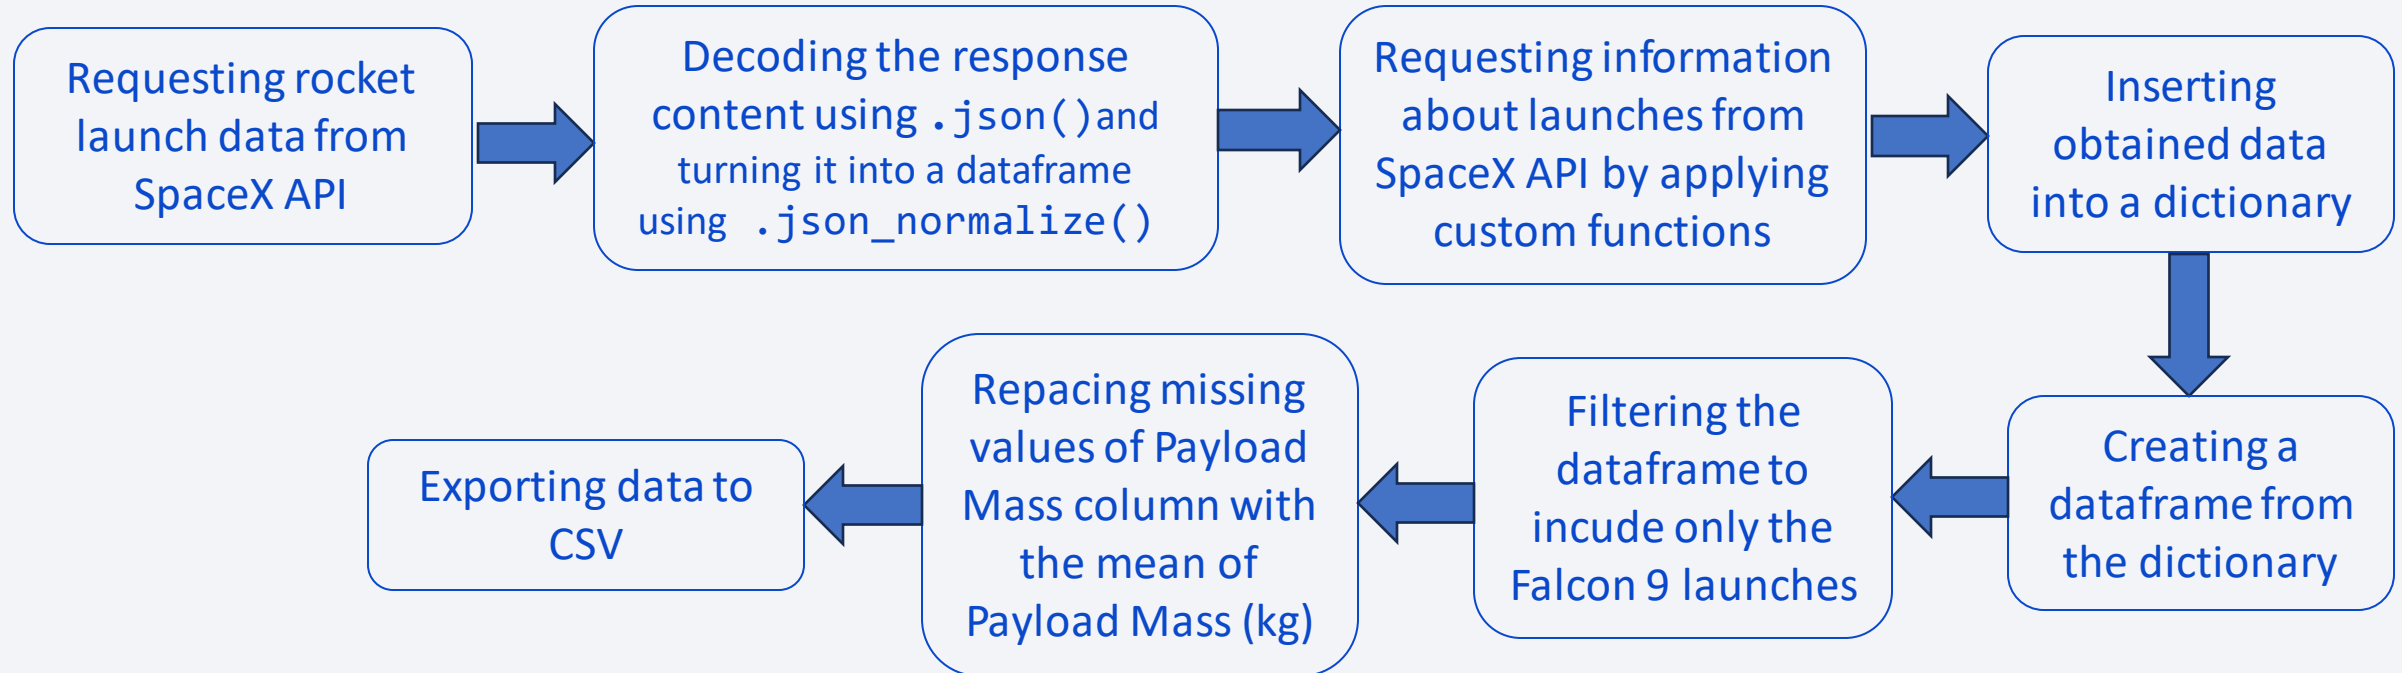 Requesting rocket
launch data from
SpaceX API
Decoding the response
content using .json()and
turning it into a dataframe
using .json_normalize()
Requesting information
about launches from
SpaceX API by applying
custom functions
Inserting
obtained data
into a dictionary
Creating a
dataframe from
the dictionary
Filtering the
dataframe to
incude only the
Falcon 9 launches
Repacing missing
values of Payload
Mass column with
the mean of
Payload Mass (kg)
Exporting data to
CSV